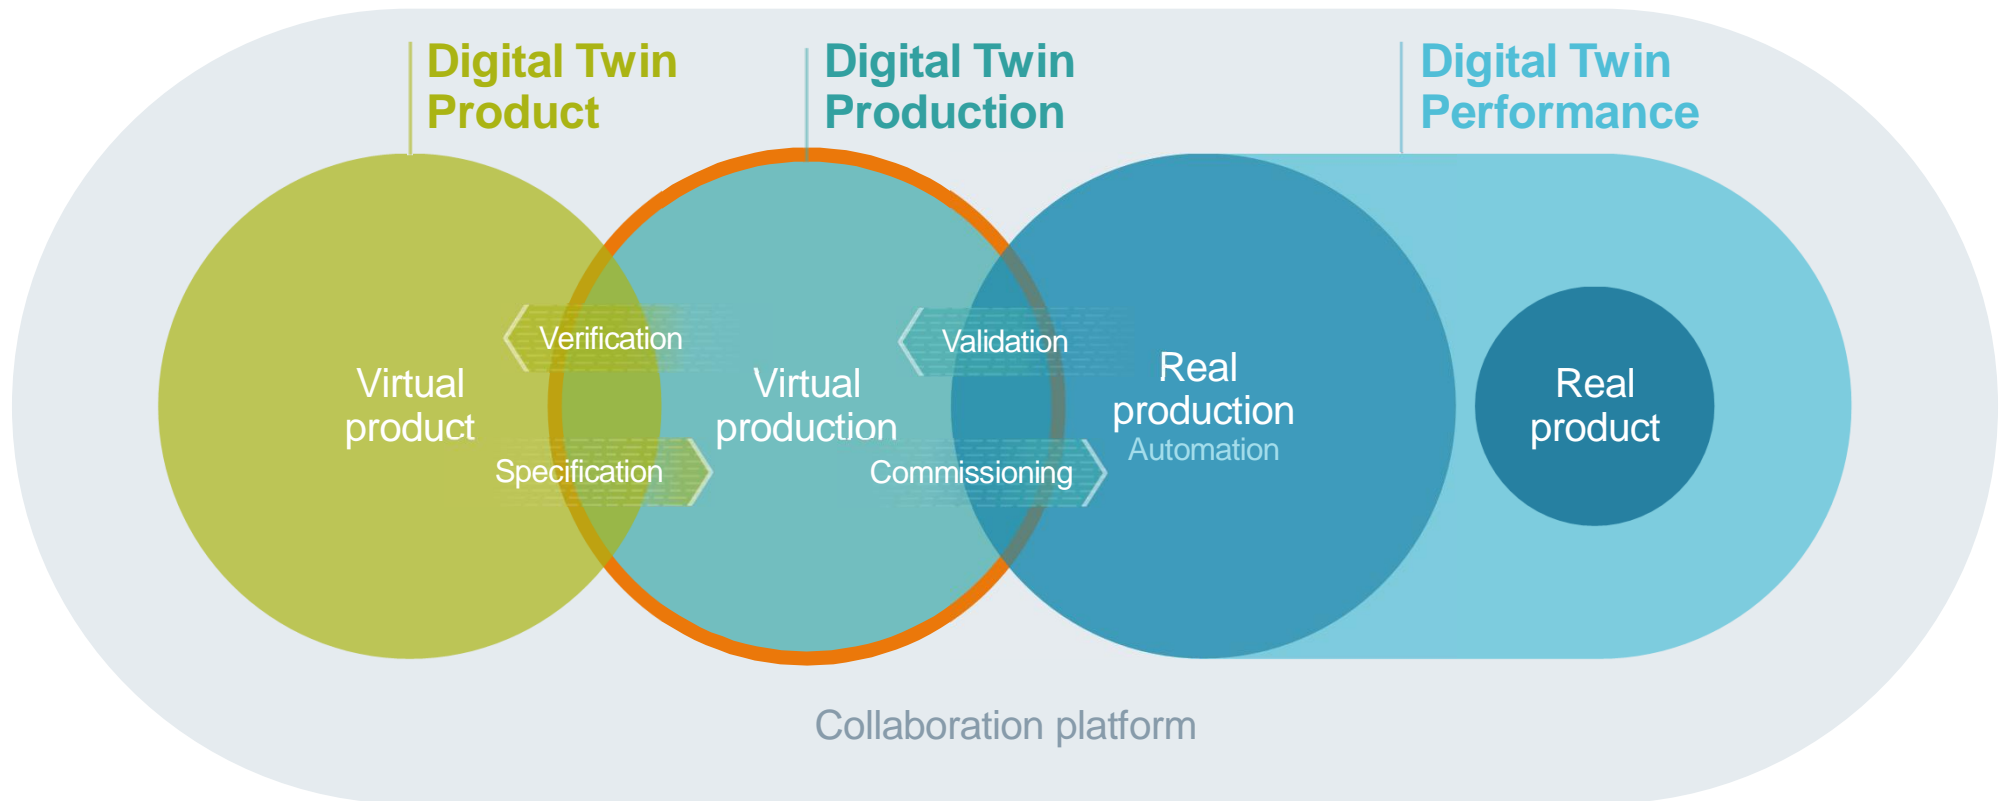 Digital Twin
Product
Digital Twin
Production
Digital Twin
Performance
Verification
Validation
Virtual
product
Virtual
production
Real
production
Automation
Real
product
Specification
Commissioning
Collaboration platform